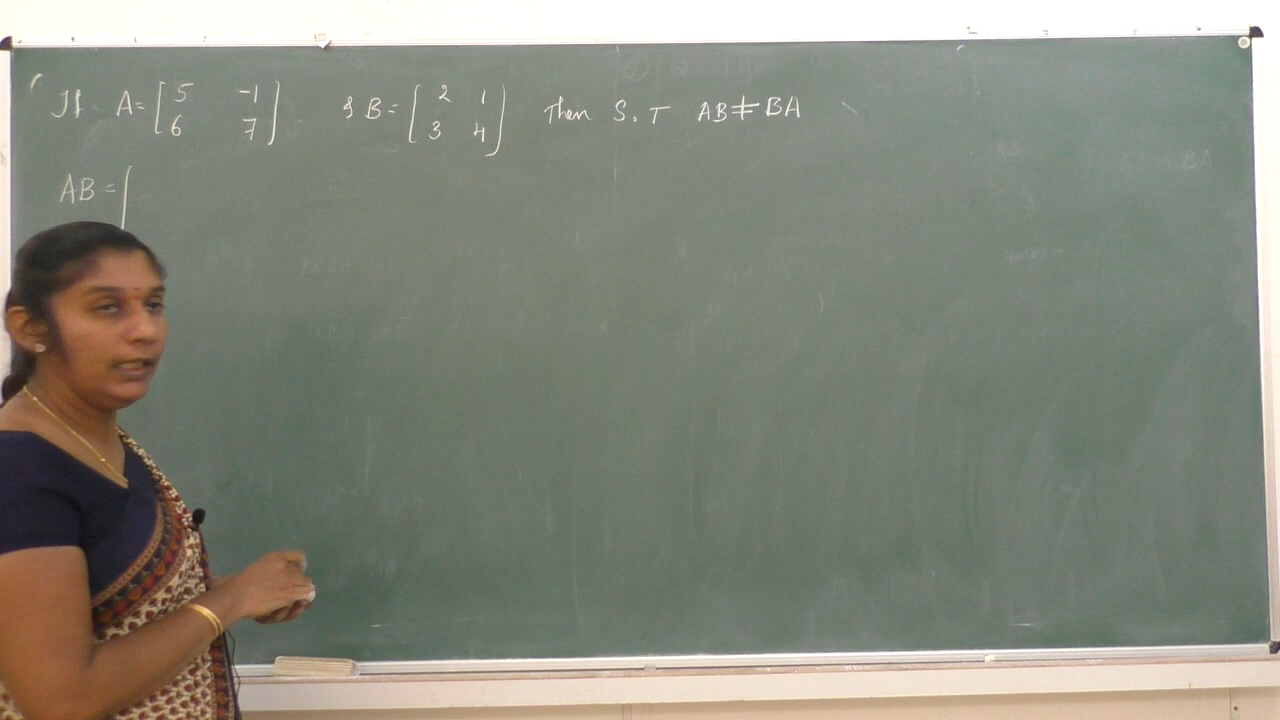 If A = [5 -1 6 7] & B = [2 1 3 4] Then S.T AB ≠ BA
AB = [